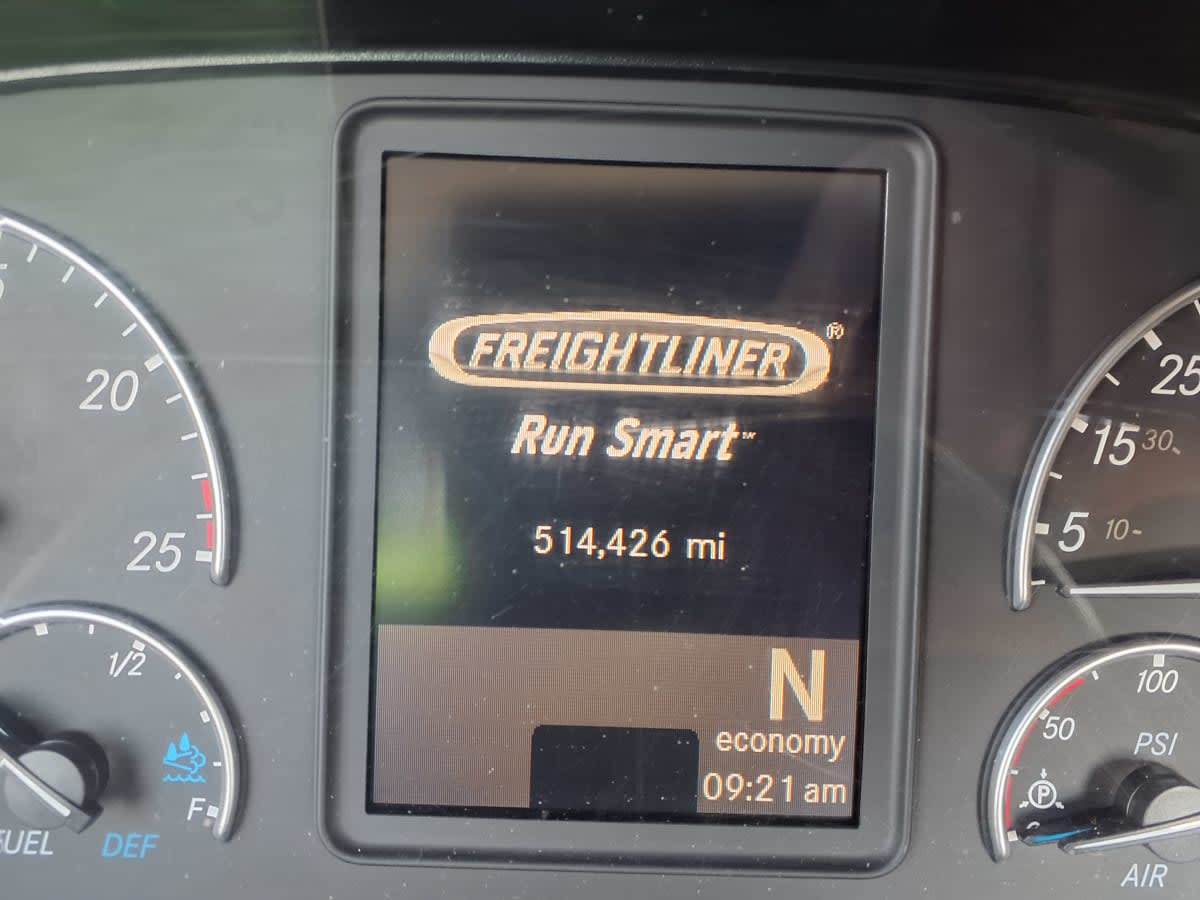 FREIGHTLINER®
Run Smart™
514,426 mi
N
economy
09:21 am
20
25
1/2
F
FUEL
DEF
25
15
30
5
10
100
50
PSI
P
AIR